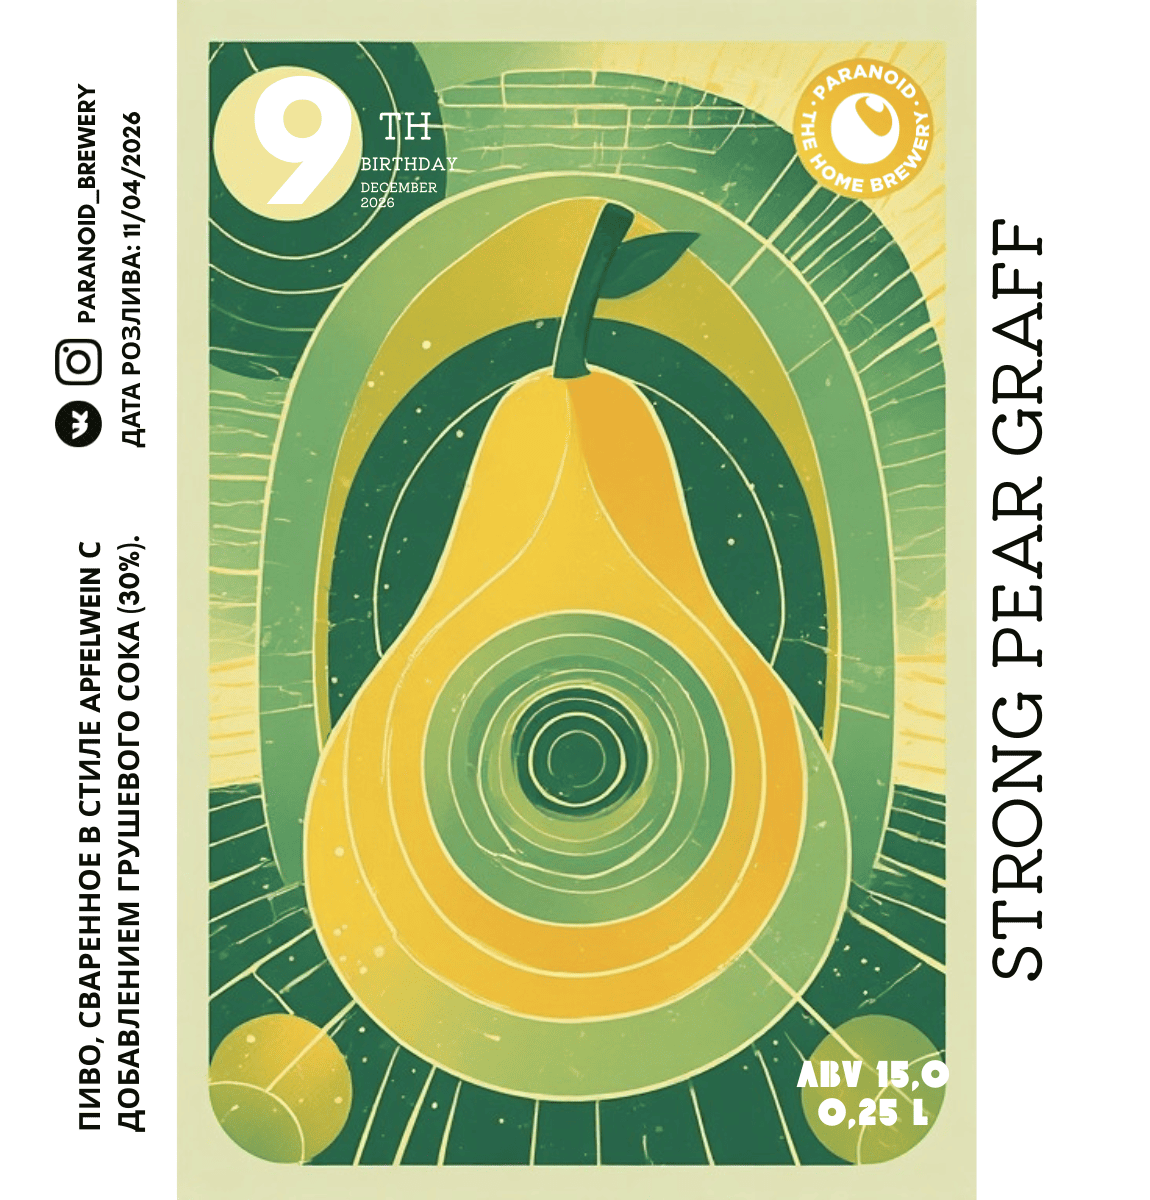 PARANOID_BREWERY
ДАТА РОЗЛИВА: 11/04/2026
ПИВО, СВАРЕННОЕ В СТИЛЕ APFELWEIN С
ДОБАВЛЕНИЕМ ГРУШЕВОГО СОКА (30%).
9
TH
BIRTHDAY
DECEMBER
2026
• PARANOID •
THE HOME BREWERY
ABV 15,0
0,25 L
STRONG PEAR GRAFF